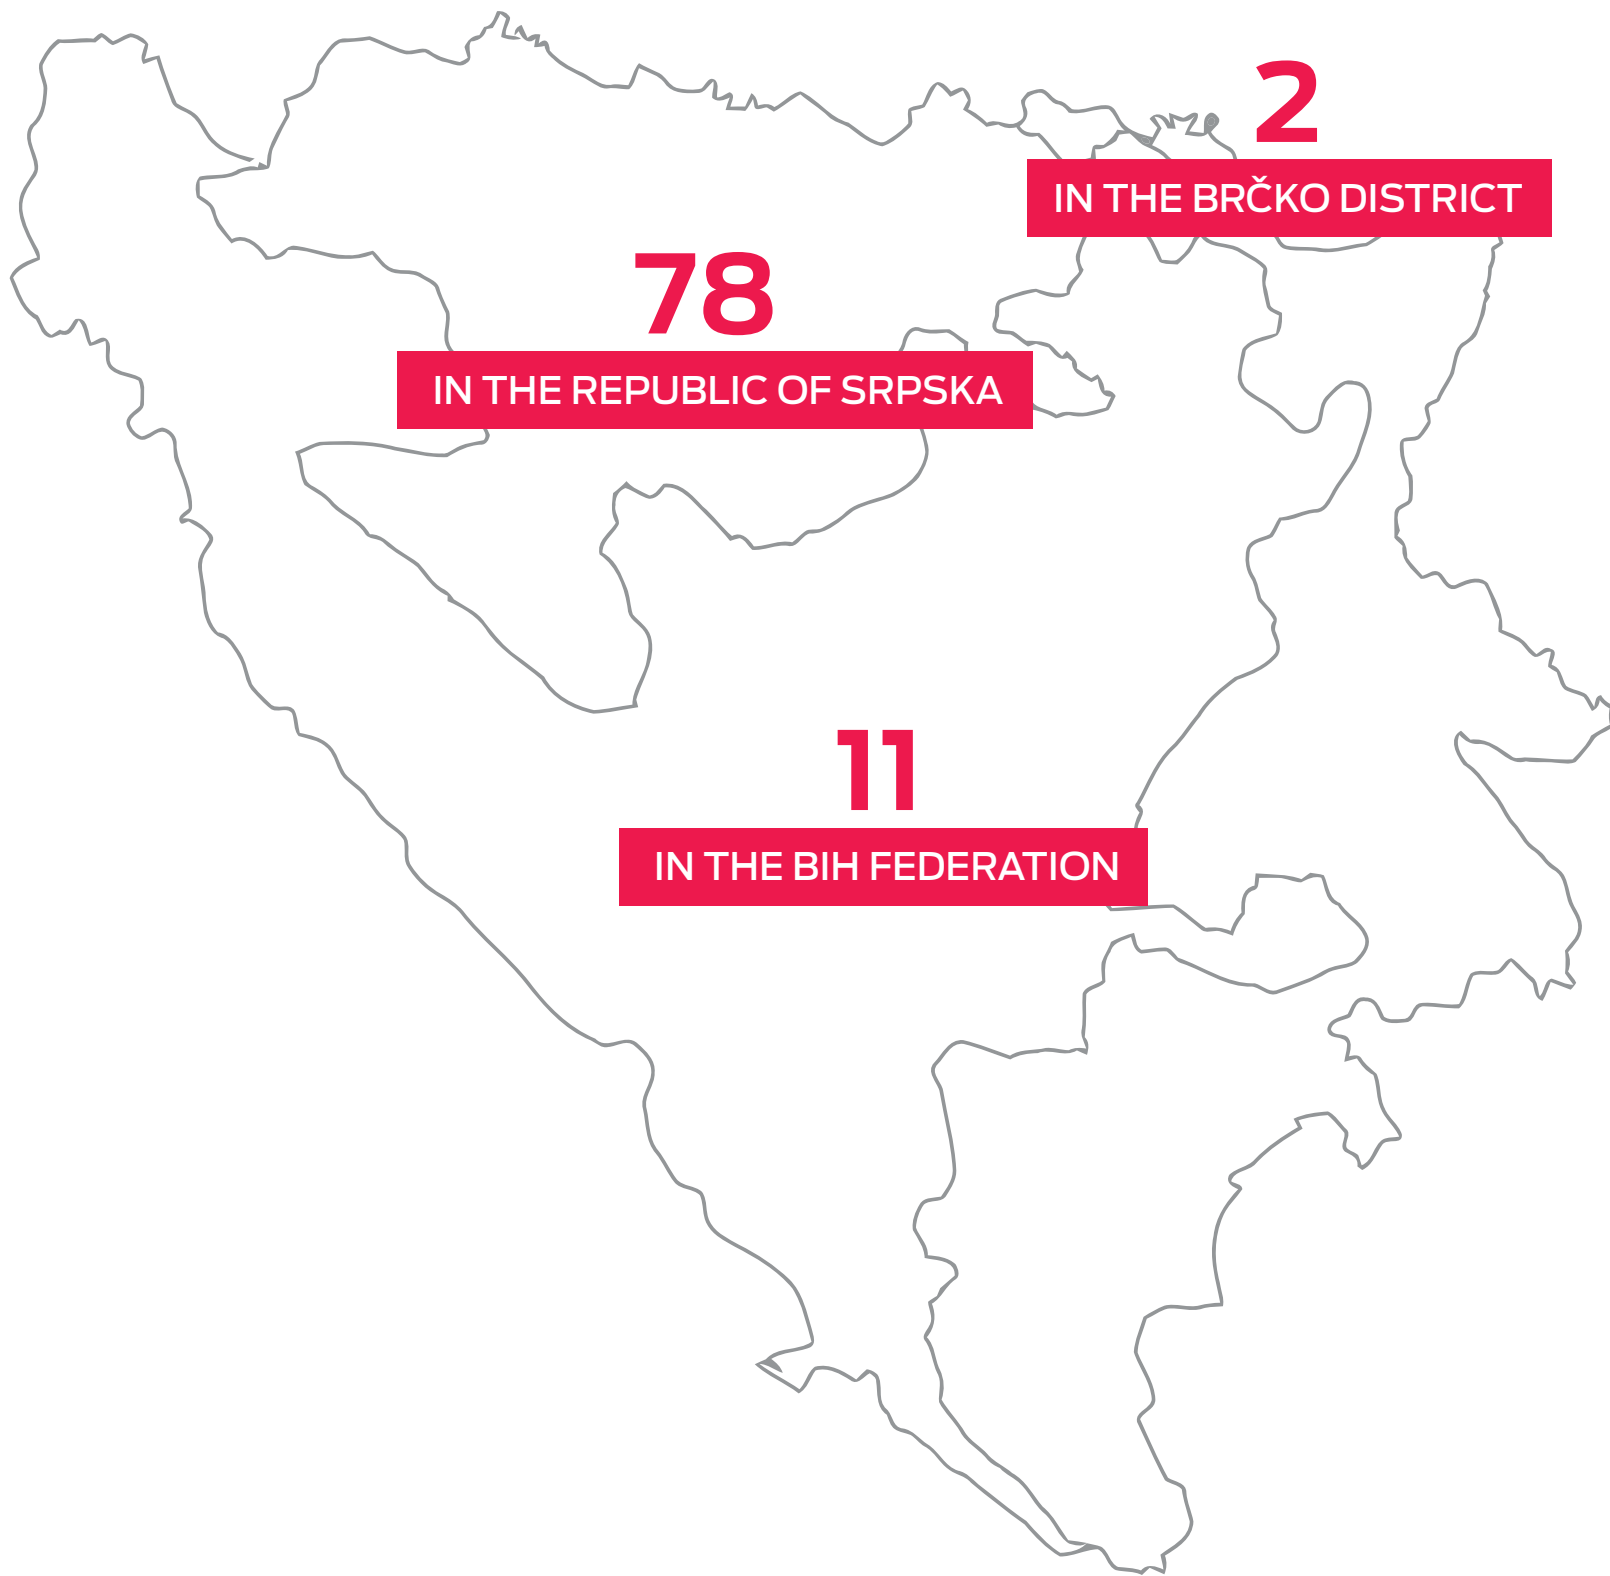 2
IN THE BRČKO DISTRICT
78
IN THE REPUBLIC OF SRPSKA
11
IN THE BIH FEDERATION